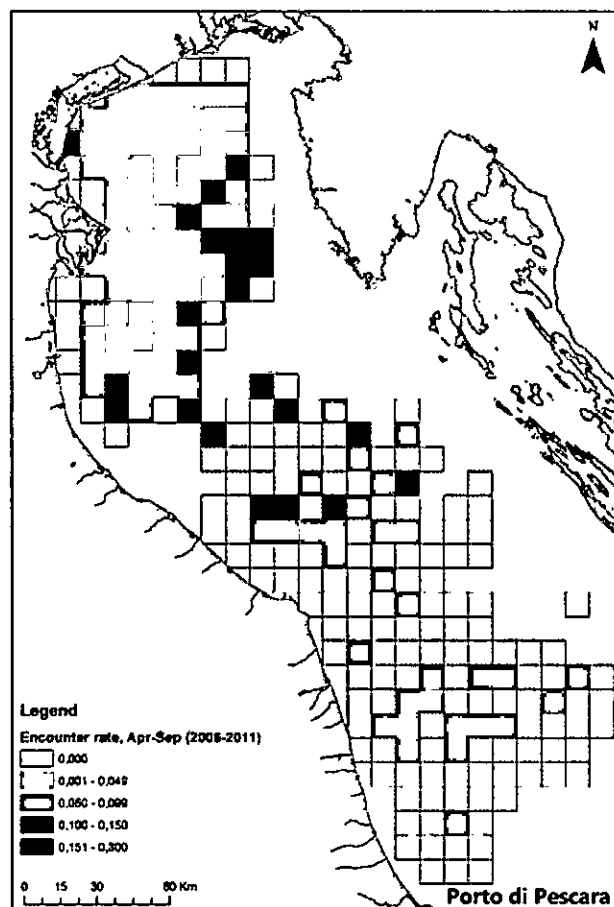 N
Legend
Encounter rate, Apr-Sep (2006-2011)
0,000
0,001 - 0,049
0,050 - 0,099
0,100 - 0,150
0,151 - 0,300
0 15 30 60 Km
Porto di Pescara